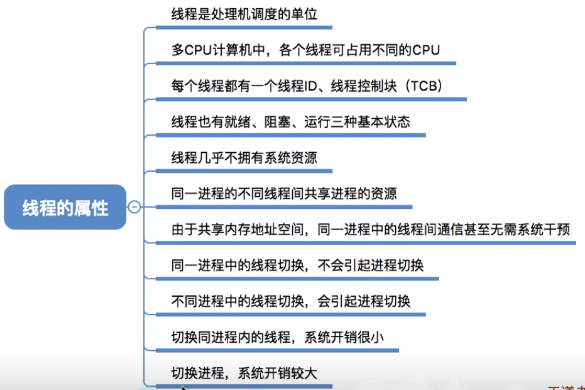 线程是处理机调度的单位
多CPU计算机中，各个线程可占用不同的CPU
每个线程都有一个线程ID、线程控制块（TCB）
线程也有就绪、阻塞、运行三种基本状态
线程几乎不拥有系统资源
线程的属性
同一进程的不同线程间共享进程的资源
由于共享内存地址空间，同一进程中的线程间通信甚至无需系统干预
同一进程中的线程切换，不会引起进程切换
不同进程中的线程切换，会引起进程切换
切换同进程内的线程，系统开销很小
切换进程，系统开销较大